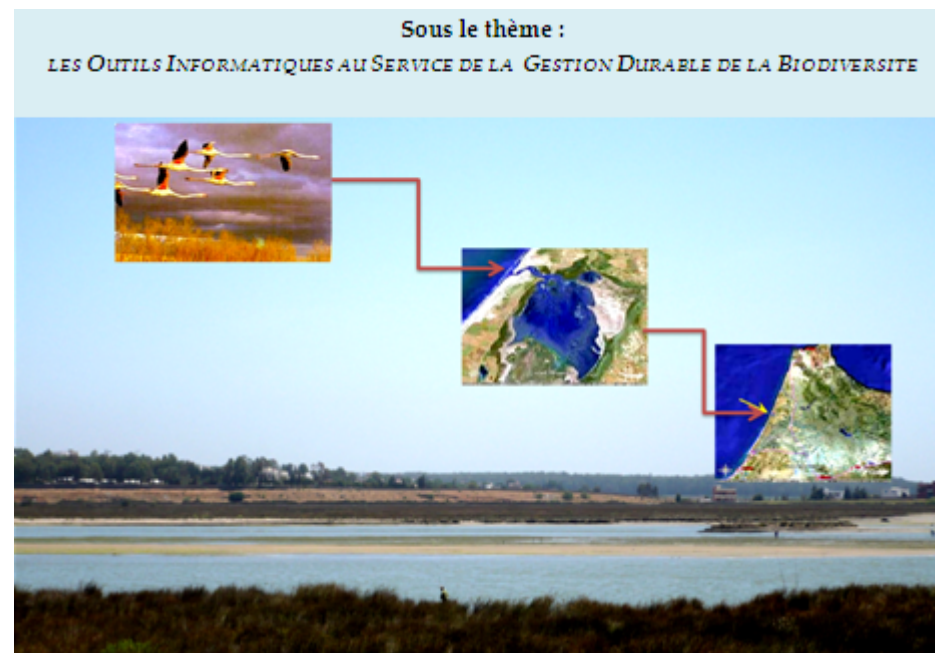 Sous le thème :
LES OUTILS INFORMATIQUES AU SERVICE DE LA GESTION DURABLE DE LA BIODIVERSITE